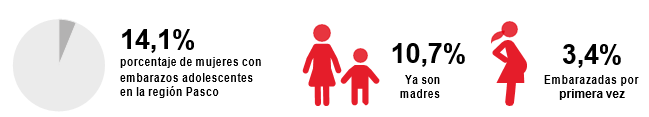 14,1%
porcentaje de mujeres con
embarazos adolescentes
en la región Pasco
10,7%
Ya son
madres
3,4%
Embarazadas por
primera vez